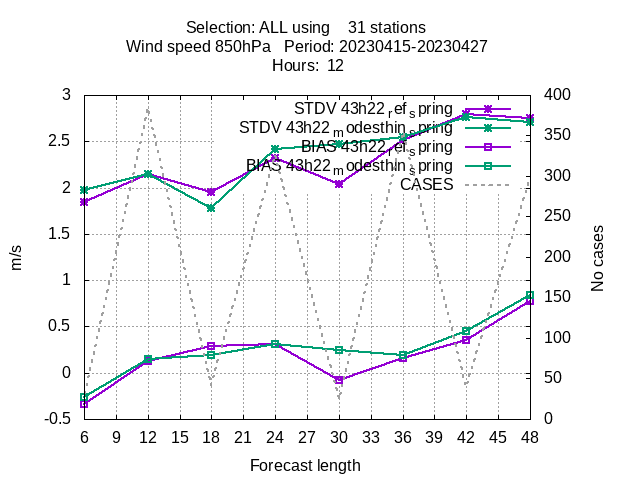 Selection: ALL using    31 stations
Wind speed 850hPa   Period: 20230415-20230427
Hours:  12
STDV 43h22_ref_spring
STDV 43h22_modesthin_spring
BIAS 43h22_ref_spring
BIAS 43h22_modesthin_spring
CASES
m/s
3
2.5
2
1.5
1
0.5
0
-0.5
No cases
400
350
300
250
200
150
100
50
0
6 9 12 15 18 21 24 27 30 33 36 39 42 45 48
Forecast length